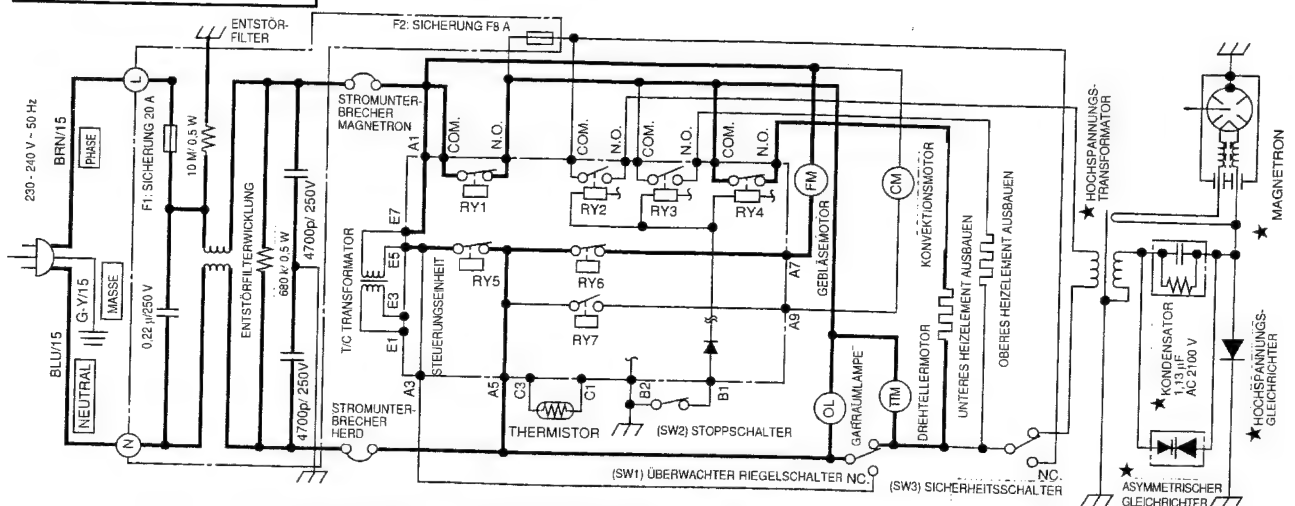 230 - 240 V ~ 50 Hz
BRN/15
PHASE
G-Y/15
MASSE
BLU/15
NEUTRAL
L
N
F1: SICHERUNG 20 A
0,22 µ/250 V
10 M/ 0,5 W
ENTSTÖR-
FILTER
ENTSTÖRFILTERWICKLUNG
680 k/ 0,5 W
4700p/ 250V
4700p/ 250V
F2: SICHERUNG F8 A
STROMUNTER-
BRECHER
MAGNETRON
STROMUNTER-
BRECHER
HERD
T/C TRANSFORMATOR
STEUERUNGSEINHEIT
A1
COM.
N.O.
COM.
N.O.
COM.
N.O.
RY1
RY2
RY3
RY4
E7
E5
E3
E1
RY5
RY6
RY7
A7
A9
A3
A5
C3
C1
B2
B1
THERMISTOR
(SW2) STOPPSCHALTER
FM
GEBLÄSEMOTOR
CM
KONVEKTIONSMOTOR
OL
GARRAUMLAMPE
TTM
DREHTELLERMOTOR
UNTERES HEIZELEMENT AUSBAUEN
OBERES HEIZELEMENT AUSBAUEN
(SW1) ÜBERWACHTER RIEGELSCHALTER NC.
(SW3) SICHERHEITSSCHALTER
NC.
★ HOCHSPANNUNGS-
TRANSFORMATOR
★ MAGNETRON
★ KONDENSATOR
1,13 µF
AC 2100 V
★ HOCHSPANNUNGS-
GLEICHRICHTER
★ ASYMMETRISCHER
GLEICHRICHTER